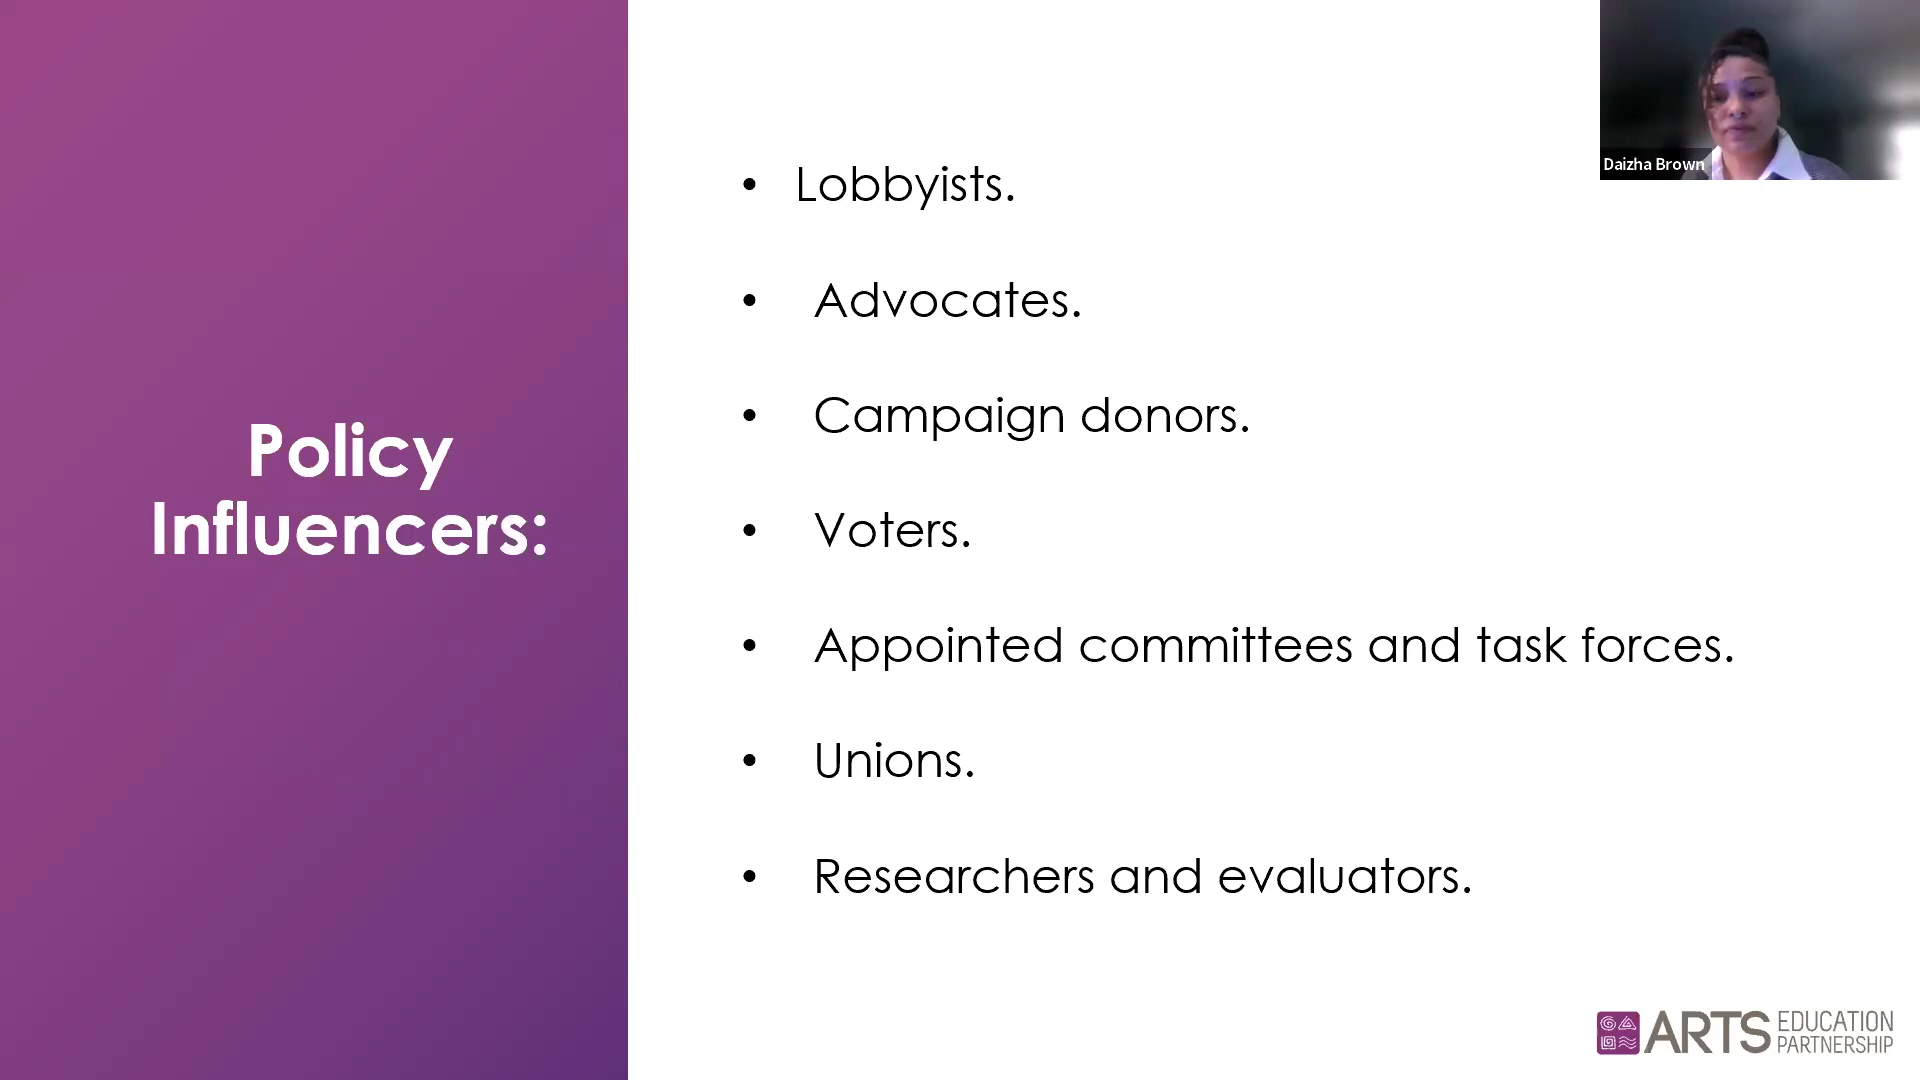 Policy
Influencers:
• Lobbyists.
• Advocates.
• Campaign donors.
• Voters.
• Appointed committees and task forces.
• Unions.
• Researchers and evaluators.
Daizha Brown
ARTS EDUCATION
PARTNERSHIP